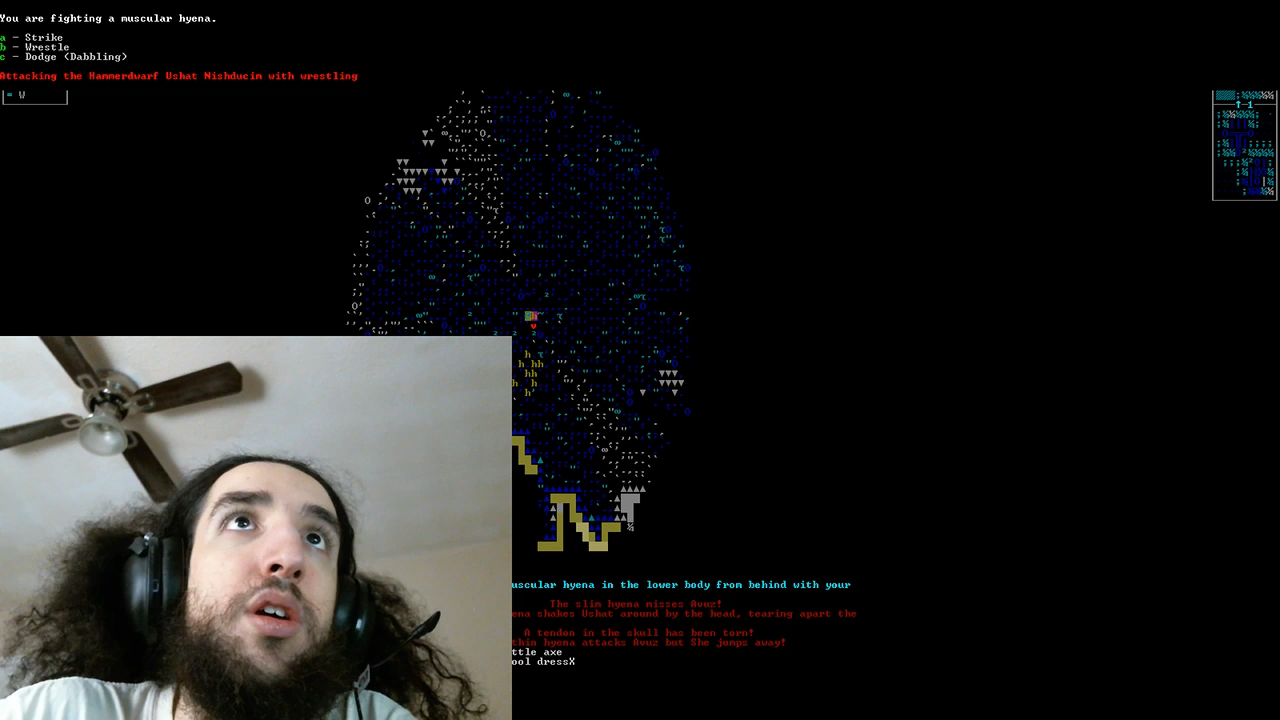 You are fighting a muscular hyena.
a - Strike
b - Wrestle
c - Dodge (Dabbling)
Attacking the Hammerdwarf Ushat Nishducim with wrestling
= W
↑-1
uscular hyena in the lower body from behind with your
The slim hyena misses Avuz!
ena shakes Ushat around by the head, tearing apart the
A tendon in the skull has been torn!
thin hyena attacks Avuz but She jumps away!
ttle axe
ool dressX